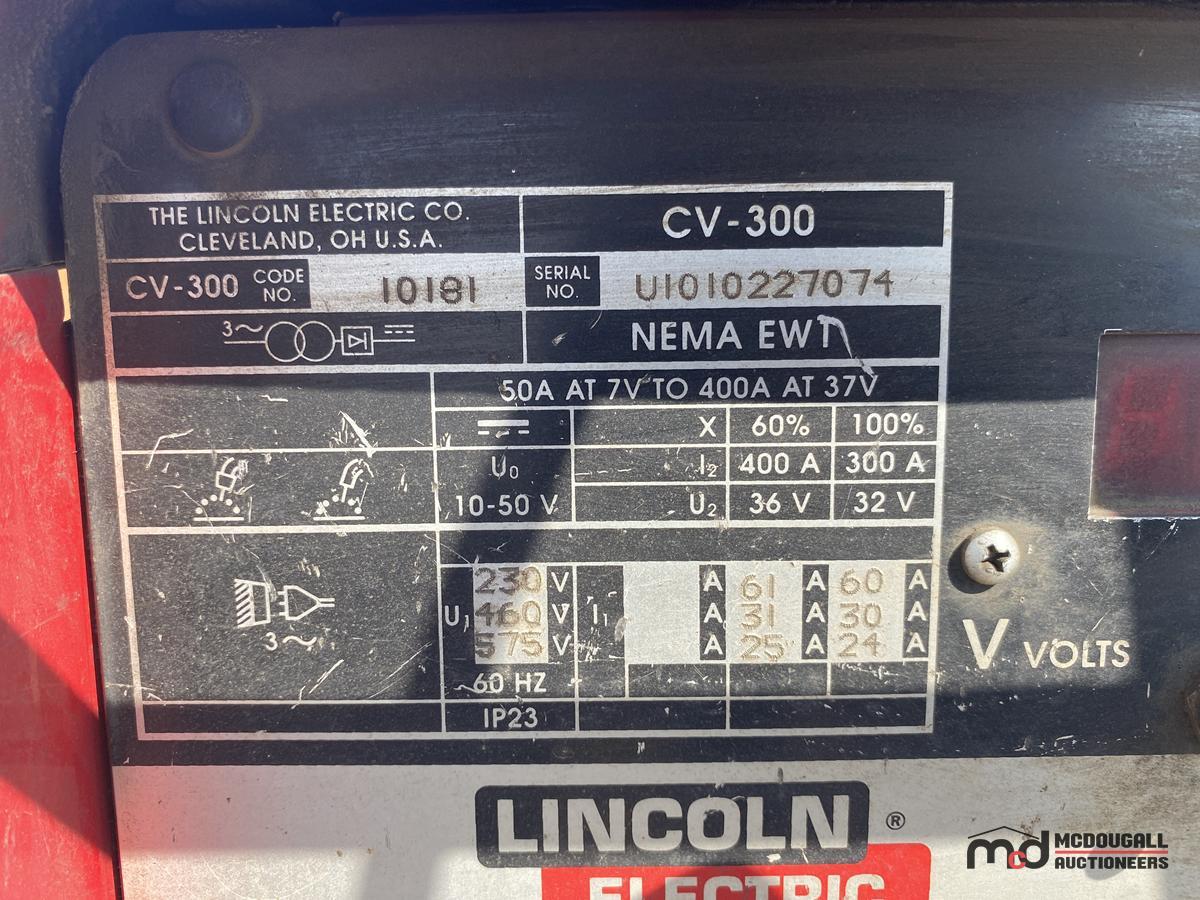 THE LINCOLN ELECTRIC CO.
CLEVELAND, OH U.S.A.
CV-300
CV-300 CODE NO. 10181
SERIAL NO. U1010227074
3~
NEMA EW1
50A AT 7V TO 400A AT 37V
X 60% 100%
U0 I2 400 A 300 A
10-50 V U2 36 V 32 V
230 V A 61 A 60 A
U1 460 V I1 A 31 A 30 A
575 V A 25 A 24 A
3~
60 HZ
IP23
V VOLTS
LINCOLN ®
ELECTRIC
mcd MCDOUGALL
AUCTIONEERS